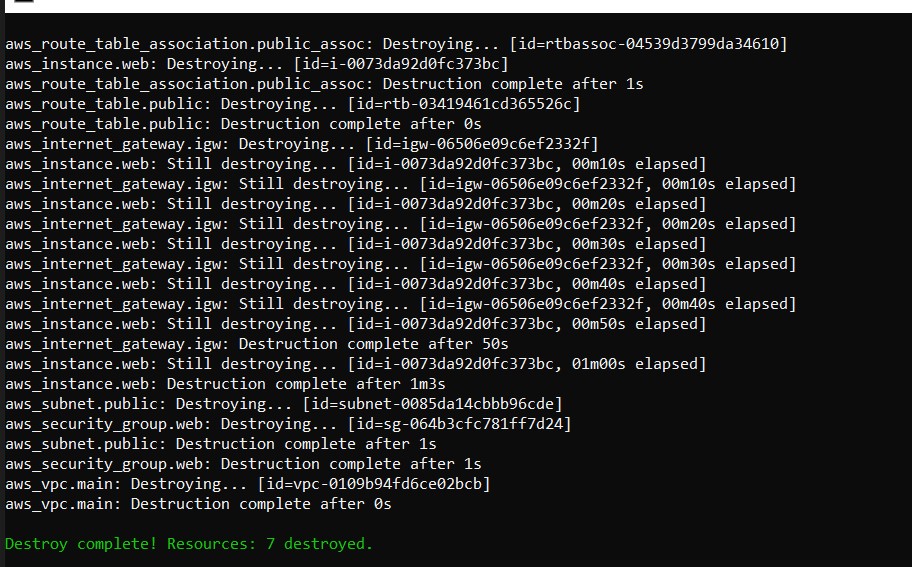 aws_route_table_association.public_assoc: Destroying... [id=rtbassoc-04539d3799da34610]
aws_instance.web: Destroying... [id=i-0073da92d0fc373bc]
aws_route_table_association.public_assoc: Destruction complete after 1s
aws_route_table.public: Destroying... [id=rtb-03419461cd365526c]
aws_route_table.public: Destruction complete after 0s
aws_internet_gateway.igw: Destroying... [id=igw-06506e09c6ef2332f]
aws_instance.web: Still destroying... [id=i-0073da92d0fc373bc, 00m10s elapsed]
aws_internet_gateway.igw: Still destroying... [id=igw-06506e09c6ef2332f, 00m10s elapsed]
aws_instance.web: Still destroying... [id=i-0073da92d0fc373bc, 00m20s elapsed]
aws_internet_gateway.igw: Still destroying... [id=igw-06506e09c6ef2332f, 00m20s elapsed]
aws_instance.web: Still destroying... [id=i-0073da92d0fc373bc, 00m30s elapsed]
aws_internet_gateway.igw: Still destroying... [id=igw-06506e09c6ef2332f, 00m30s elapsed]
aws_instance.web: Still destroying... [id=i-0073da92d0fc373bc, 00m40s elapsed]
aws_internet_gateway.igw: Still destroying... [id=igw-06506e09c6ef2332f, 00m40s elapsed]
aws_instance.web: Still destroying... [id=i-0073da92d0fc373bc, 00m50s elapsed]
aws_internet_gateway.igw: Destruction complete after 50s
aws_instance.web: Still destroying... [id=i-0073da92d0fc373bc, 01m00s elapsed]
aws_instance.web: Destruction complete after 1m3s
aws_subnet.public: Destroying... [id=subnet-0085da14cbbb96cde]
aws_security_group.web: Destroying... [id=sg-064b3cfc781ff7d24]
aws_subnet.public: Destruction complete after 1s
aws_security_group.web: Destruction complete after 1s
aws_vpc.main: Destroying... [id=vpc-0109b94fd6ce02bcb]
aws_vpc.main: Destruction complete after 0s
Destroy complete! Resources: 7 destroyed.